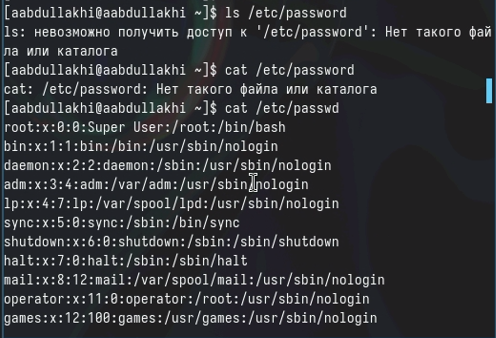 [aabdullakhi@aabdullakhi ~]$ ls /etc/password
ls: невозможно получить доступ к '/etc/password': Нет такого фай
ла или каталога
[aabdullakhi@aabdullakhi ~]$ cat /etc/password
cat: /etc/password: Нет такого файла или каталога
[aabdullakhi@aabdullakhi ~]$ cat /etc/passwd
root:x:0:0:Super User:/root:/bin/bash
bin:x:1:1:bin:/bin:/usr/sbin/nologin
daemon:x:2:2:daemon:/sbin:/usr/sbin/nologin
adm:x:3:4:adm:/var/adm:/usr/sbin/nologin
lp:x:4:7:lp:/var/spool/lpd:/usr/sbin/nologin
sync:x:5:0:sync:/sbin:/bin/sync
shutdown:x:6:0:shutdown:/sbin:/sbin/shutdown
halt:x:7:0:halt:/sbin:/sbin/halt
mail:x:8:12:mail:/var/spool/mail:/usr/sbin/nologin
operator:x:11:0:operator:/root:/usr/sbin/nologin
games:x:12:100:games:/usr/games:/usr/sbin/nologin